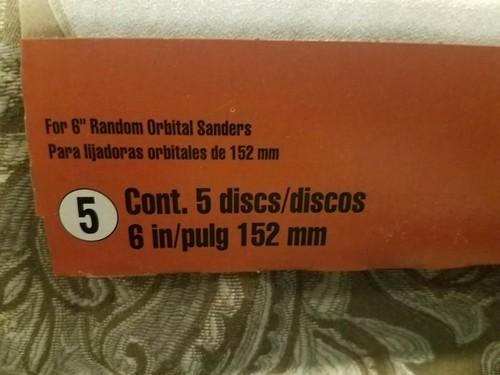 For 6" Random Orbital Sanders
Para lijadoras orbitales de 152 mm
5
Cont. 5 discs/discos
6 in/pulg 152 mm